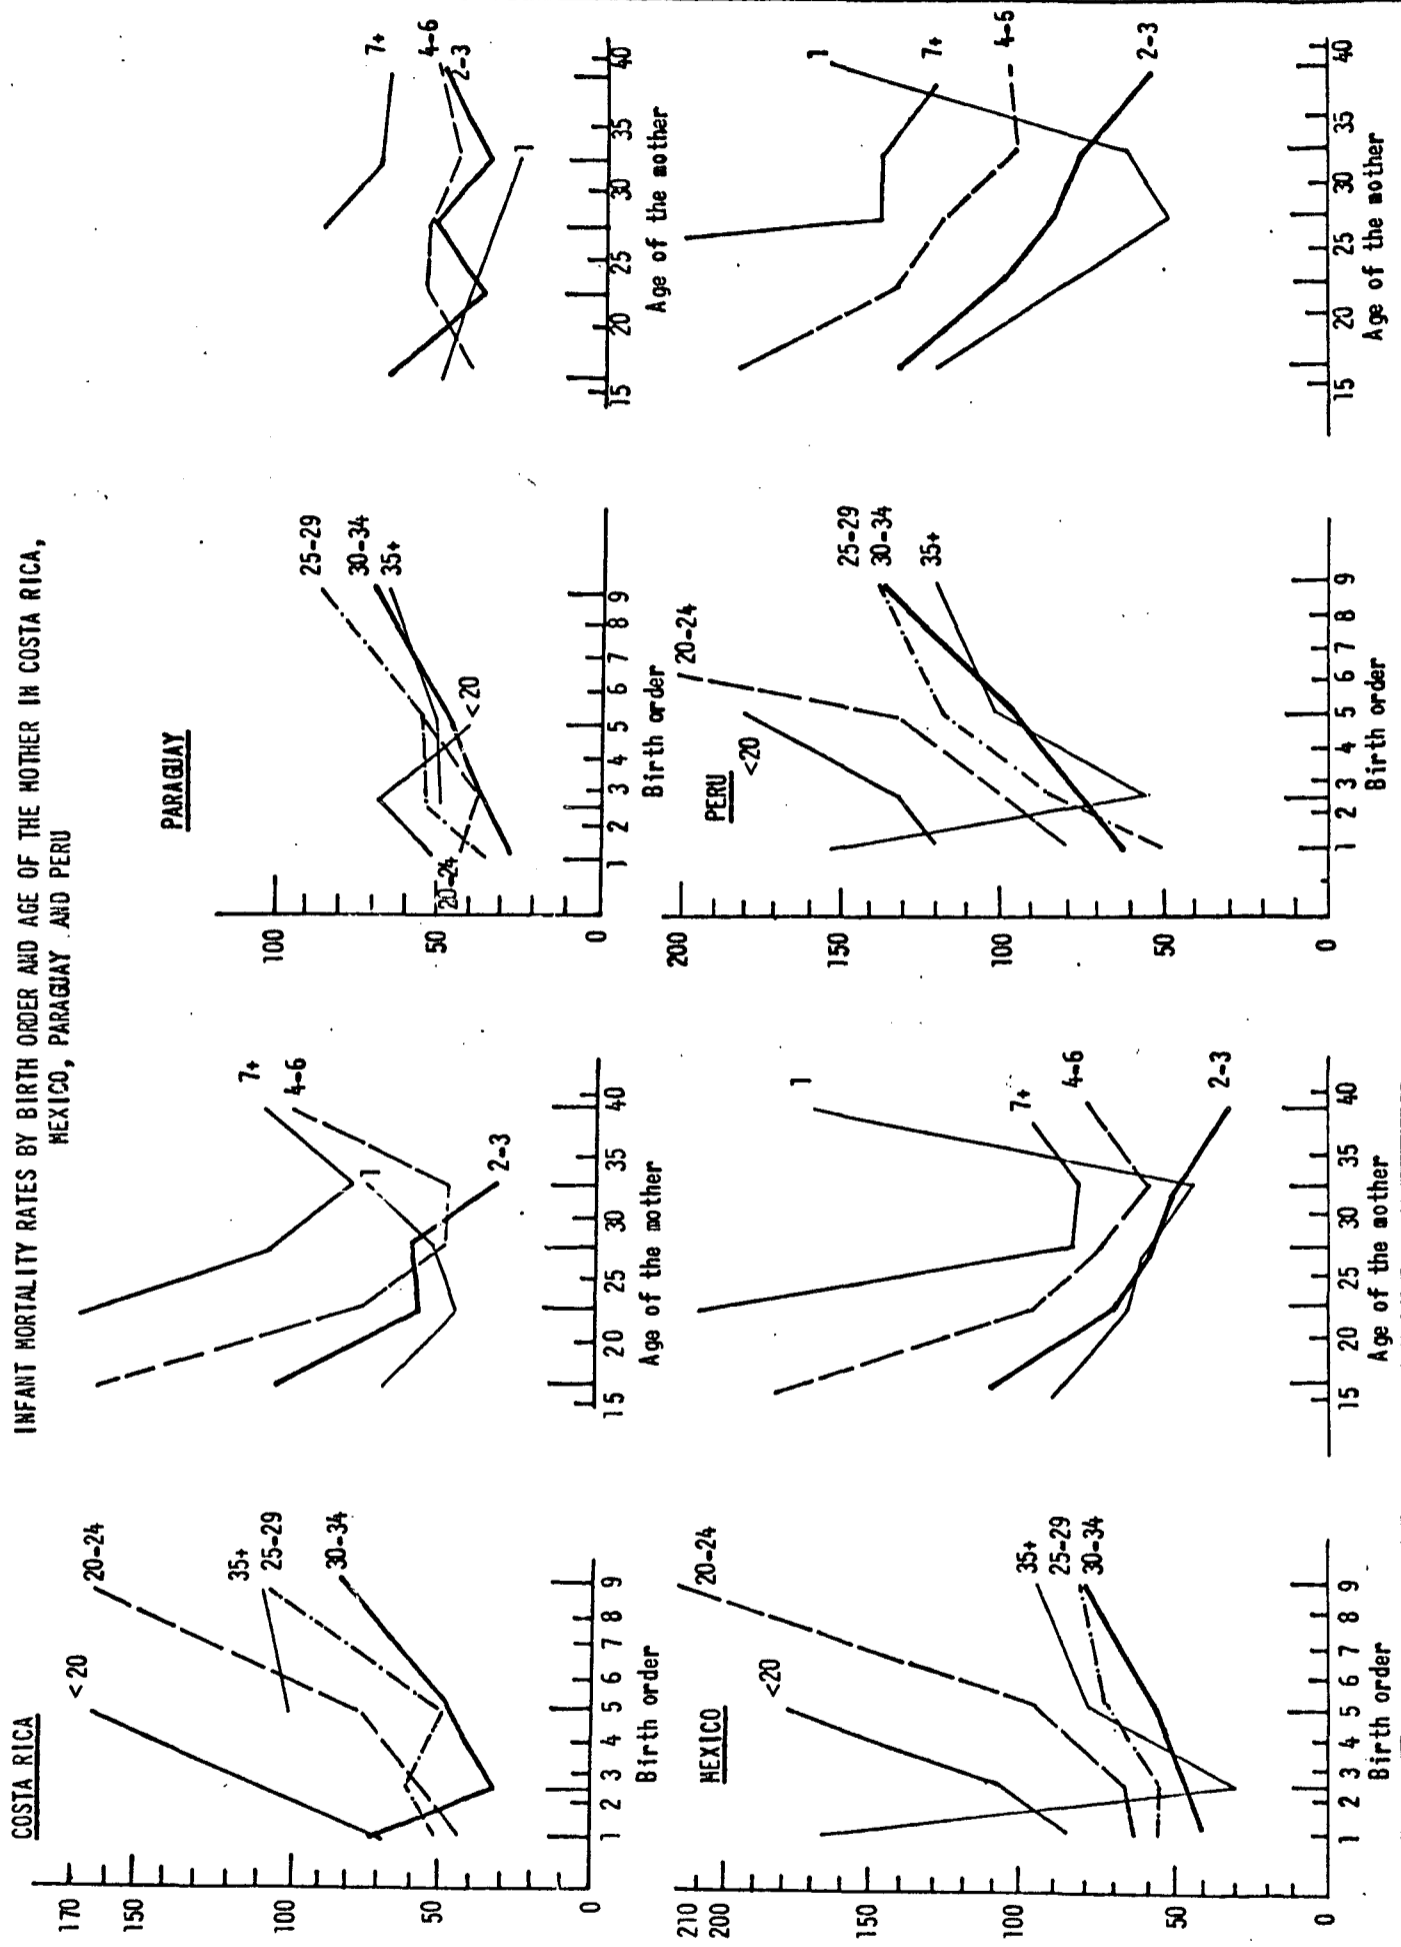 INFANT MORTALITY RATES BY BIRTH ORDER AND AGE OF THE MOTHER IN COSTA RICA,
MEXICO, PARAGUAY AND PERU
COSTA RICA
170
100
50
0
<20
20-24
35+
25-29
30-34
1 2 3 4 5 6 7 8 9
Birth order
7+
4-6
1
2-3
15 20 25 30 35 40
Age of the mother
PARAGUAY
100
50
0
25-29
30-34
35+
<20
20-24
1 2 3 4 5 6 7 8 9
Birth order
7+
4-6
2-3
1
15 20 25 30 35 40
Age of the mother
MEXICO
210
200
150
100
50
0
<20
20-24
35+
25-29
30-34
1 2 3 4 5 6 7 8 9
Birth order
1
7+
4-6
2-3
15 20 25 30 35 40
Age of the mother
PERU
200
150
100
50
0
<20
20-24
25-29
30-34
35+
1 2 3 4 5 6 7 8 9
Birth order
1
7+
4-6
2-3
15 20 25 30 35 40
Age of the mother